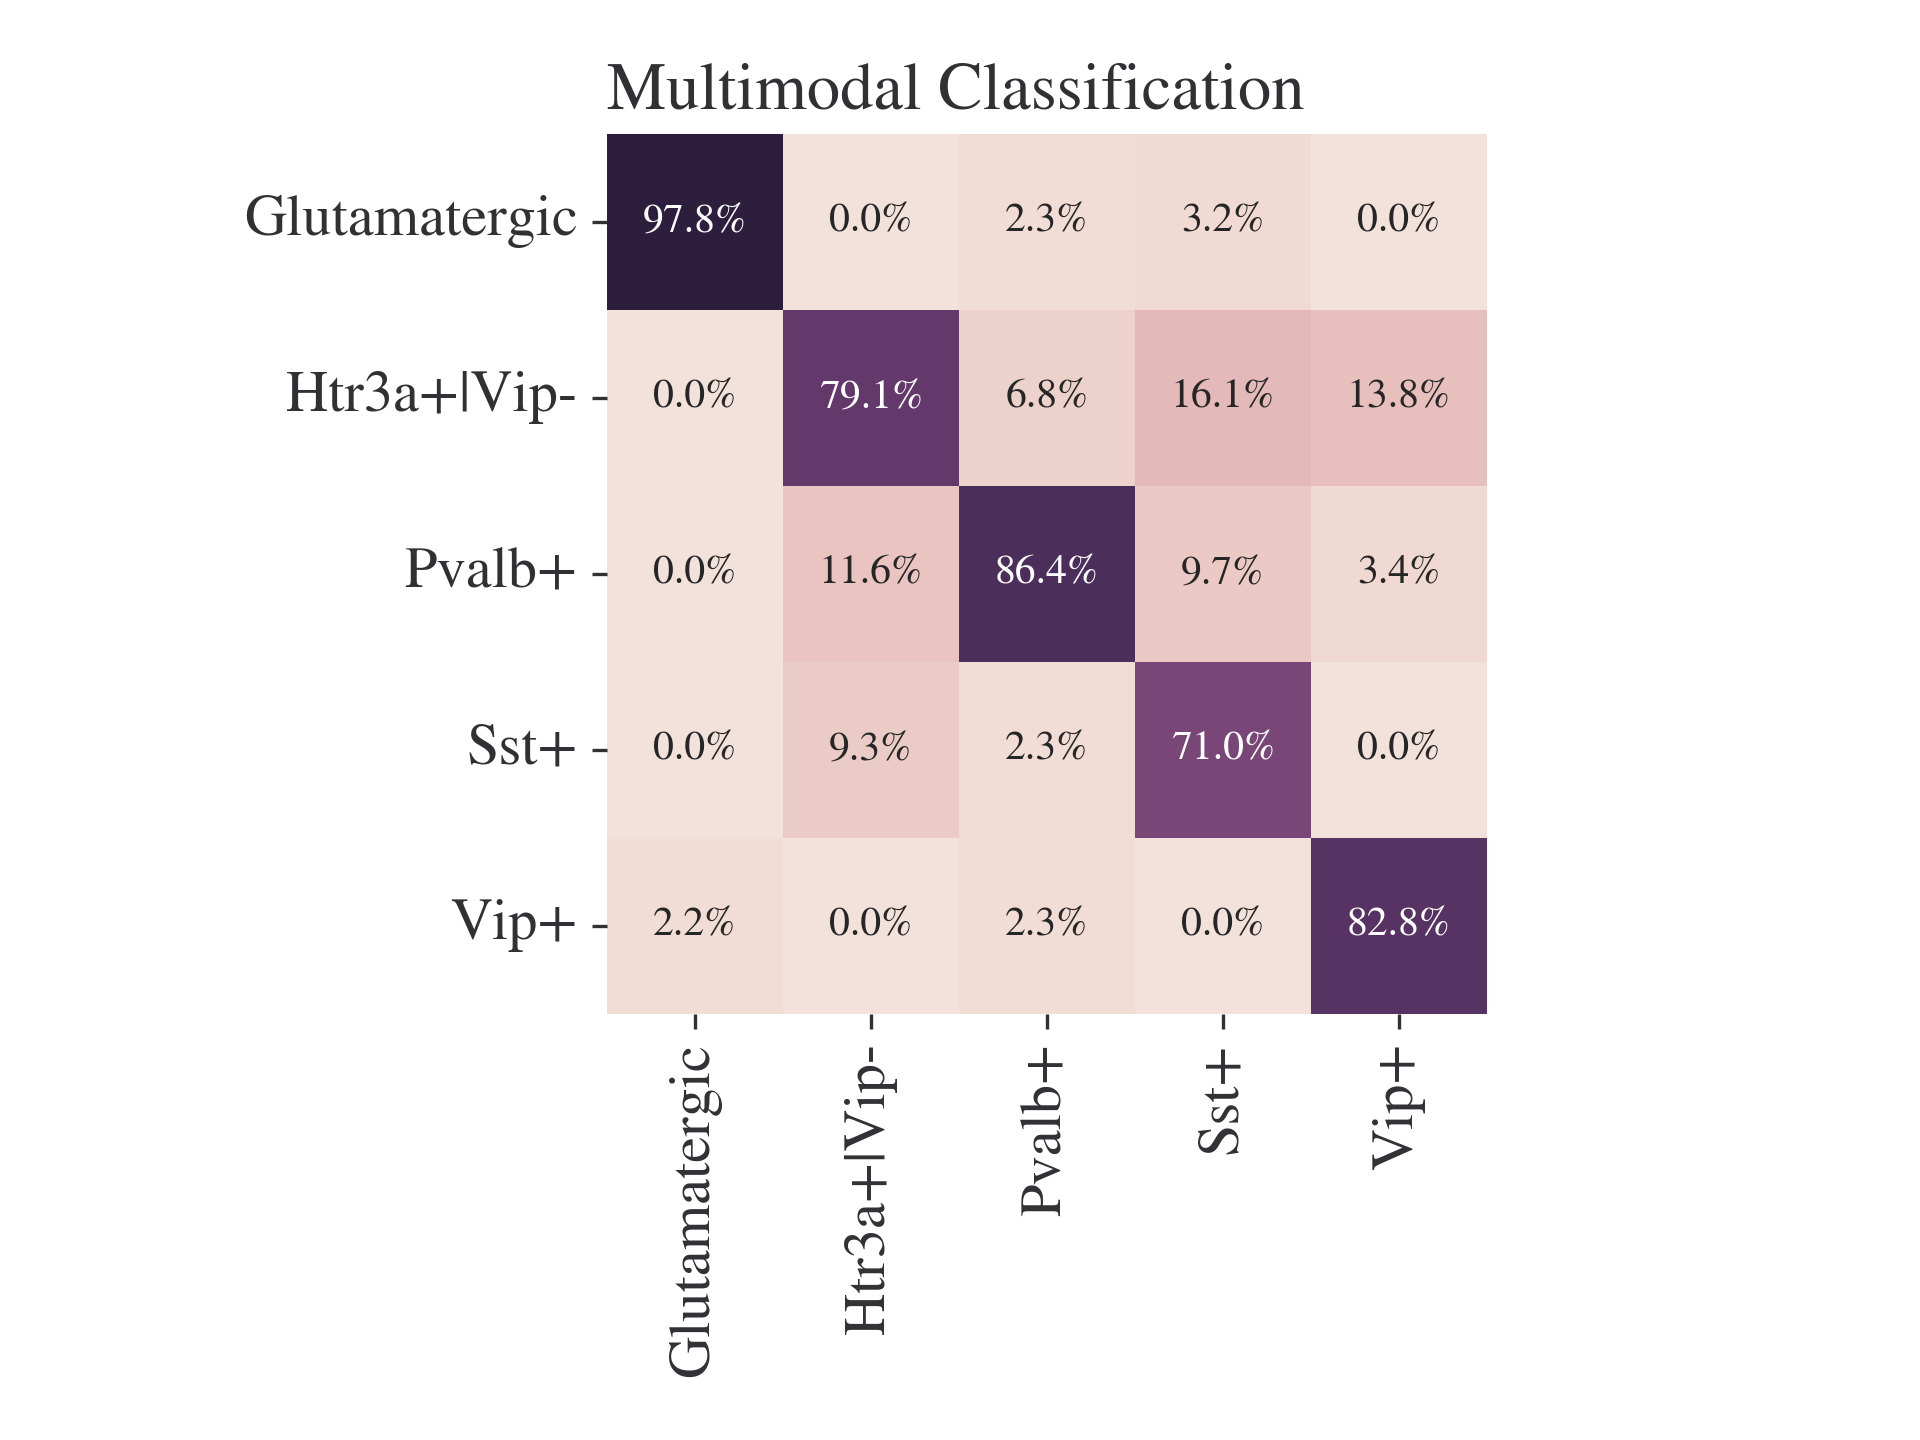 Multimodal Classification
Glutamatergic 97.8% 0.0% 2.3% 3.2% 0.0%
Htr3a+|Vip- 0.0% 79.1% 6.8% 16.1% 13.8%
Pvalb+ 0.0% 11.6% 86.4% 9.7% 3.4%
Sst+ 0.0% 9.3% 2.3% 71.0% 0.0%
Vip+ 2.2% 0.0% 2.3% 0.0% 82.8%
Glutamatergic
Htr3a+|Vip-
Pvalb+
Sst+
Vip+